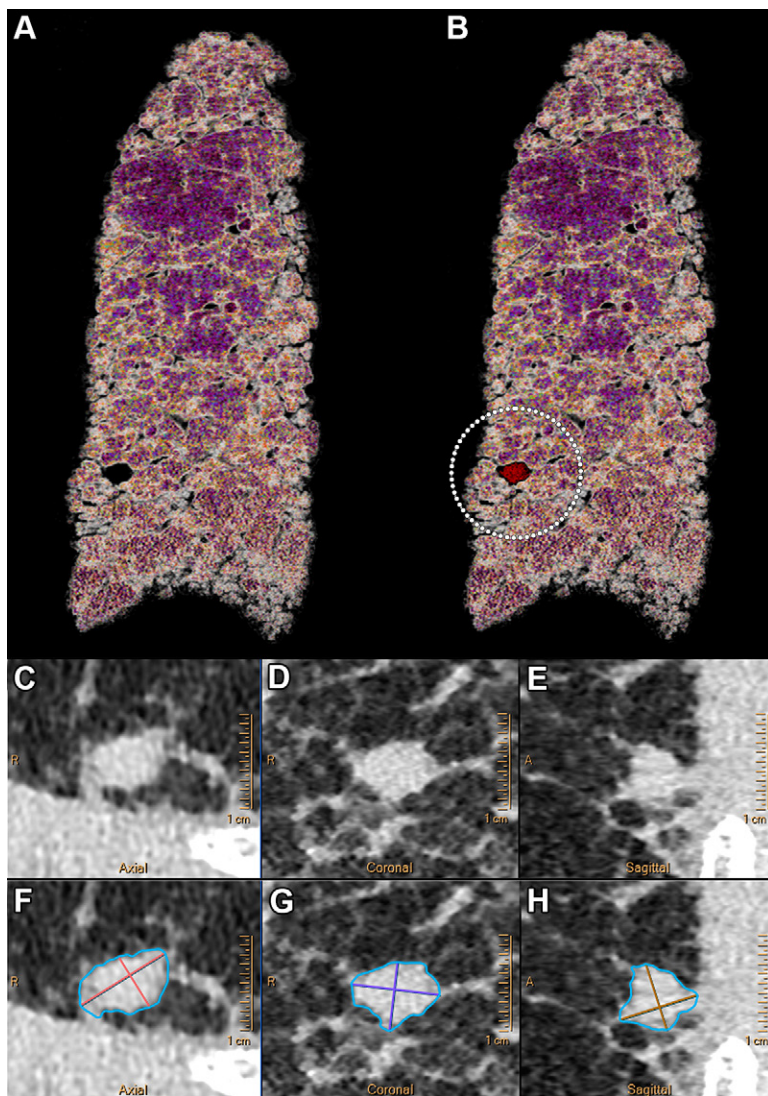 A B
C D E
R R A
1 cm 1 cm 1 cm
Axial Coronal Sagittal
F G H
R R A
1 cm 1 cm 1 cm
Axial Coronal Sagittal